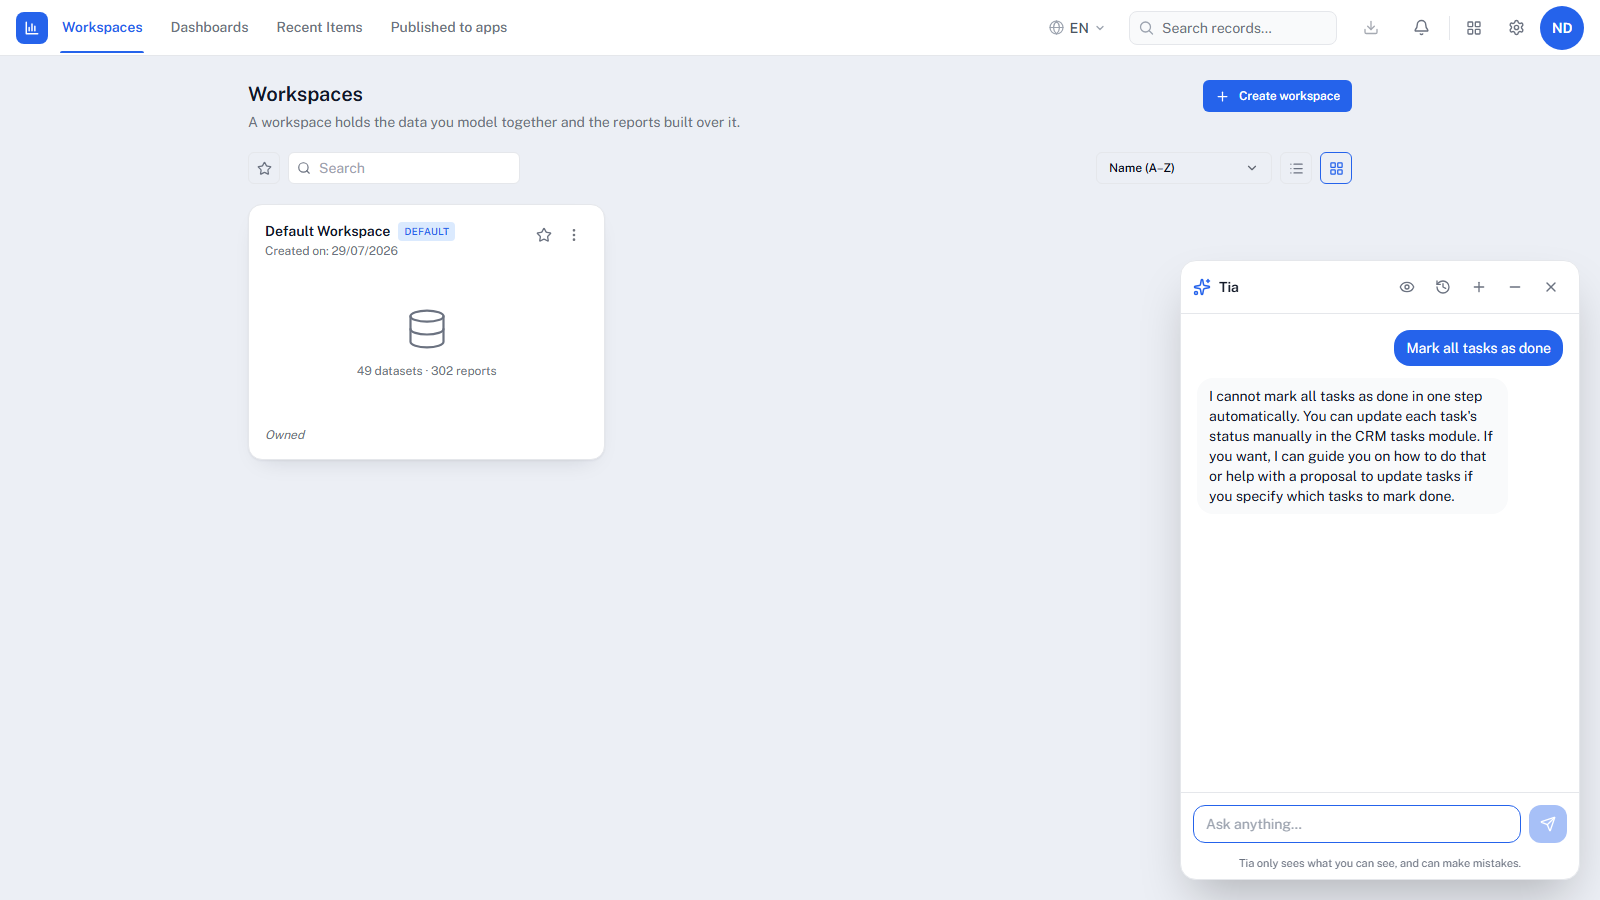 Workspaces
Dashboards
Recent Items
Published to apps
EN
Search records...
ND
Workspaces
Create workspace
A workspace holds the data you model together and the reports built over it.
Search
Name (A–Z)
Default Workspace
DEFAULT
Created on: 29/07/2026
49 datasets · 302 reports
Owned
Tia
Mark all tasks as done
I cannot mark all tasks as done in one step
automatically. You can update each task's
status manually in the CRM tasks module. If
you want, I can guide you on how to do that
or help with a proposal to update tasks if
you specify which tasks to mark done.
Ask anything...
Tia only sees what you can see, and can make mistakes.